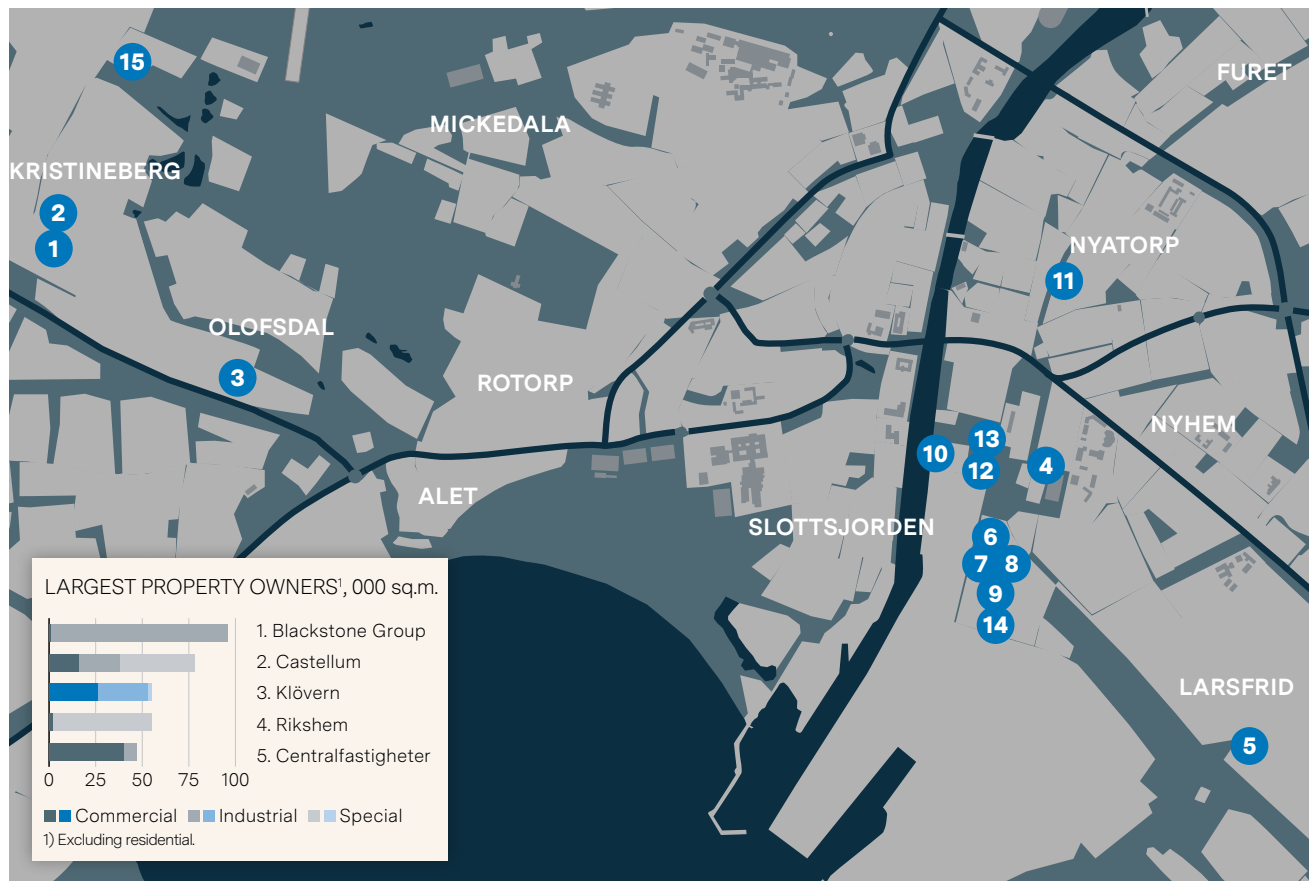 15
FURET
MICKEDALA
KRISTINEBERG
2
1
NYATORP
11
OLOFSDAL
3
ROTORP
NYHEM
13
10
12
4
ALET
SLOTTSJORDEN
6
7
8
9
14
LARSFRID
5
LARGEST PROPERTY OWNERS¹, 000 sq.m.
1. Blackstone Group
2. Castellum
3. Klövern
4. Rikshem
5. Centralfastigheter
0 25 50 75 100
Commercial Industrial Special
1) Excluding residential.